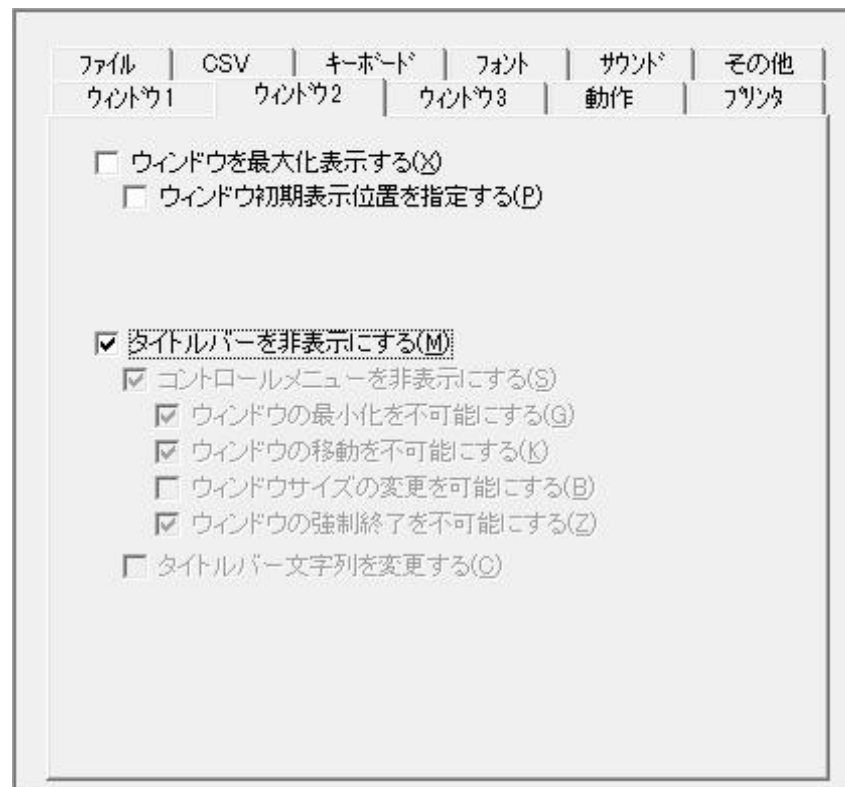 ファイル CSV キーボード フォント サウンド その他
ウィンドウ1 ウィンドウ2 ウィンドウ3 動作 プリンタ
ウィンドウを最大化表示する(X)
ウィンドウ初期表示位置を指定する(P)
タイトルバーを非表示にする(M)
コントロールメニューを非表示にする(S)
ウィンドウの最小化を不可能にする(G)
ウィンドウの移動を不可能にする(K)
ウィンドウサイズの変更を可能にする(B)
ウィンドウの強制終了を不可能にする(Z)
タイトルバー文字列を変更する(C)